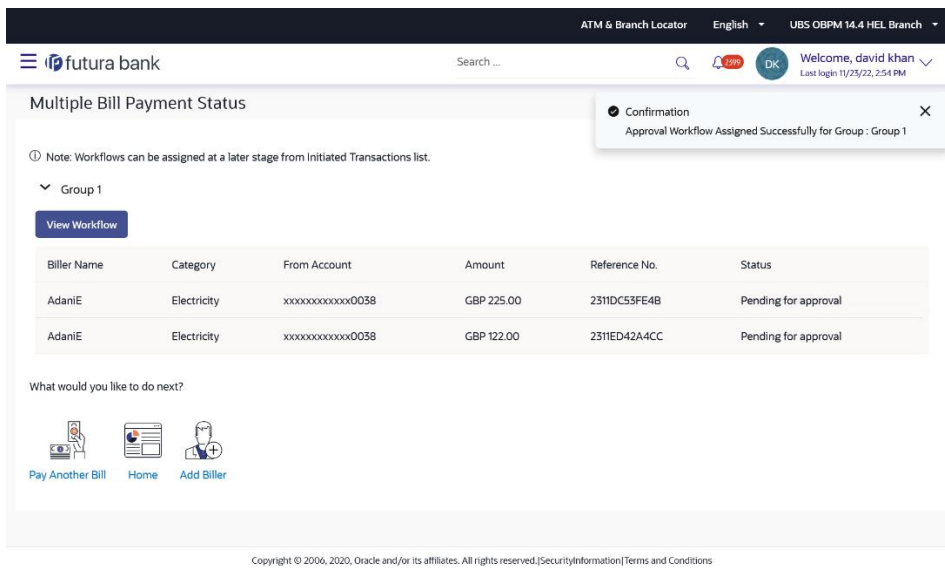 ATM & Branch Locator English UBS OBPM 14.4 HEL Branch
futura bank Search ... 2599 DK Welcome, david khan
Last login 11/23/22, 2:54 PM
Multiple Bill Payment Status
Confirmation
Approval Workflow Assigned Successfully for Group : Group 1
Note: Workflows can be assigned at a later stage from Initiated Transactions list.
Group 1
View Workflow
Biller Name Category From Account Amount Reference No. Status
AdaniE Electricity xxxxxxxxxxxx0038 GBP 225.00 2311DC53FE4B Pending for approval
AdaniE Electricity xxxxxxxxxxxx0038 GBP 122.00 2311ED42A4CC Pending for approval
What would you like to do next?
Pay Another Bill Home Add Biller
Copyright © 2006, 2020, Oracle and/or its affiliates. All rights reserved.|SecurityInformation|Terms and Conditions